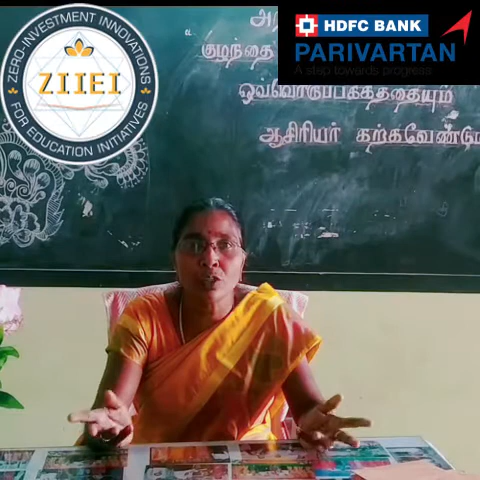 ZERO-INVESTMENT INNOVATIONS
ZIIEI
FOR EDUCATION INITIATIVES
HDFC BANK
PARIVARTAN
A step towards progress
குழந்தை
ஒவ்வொருபக்கத்தையும்
ஆசிரியர் கற்கவேண்டும்